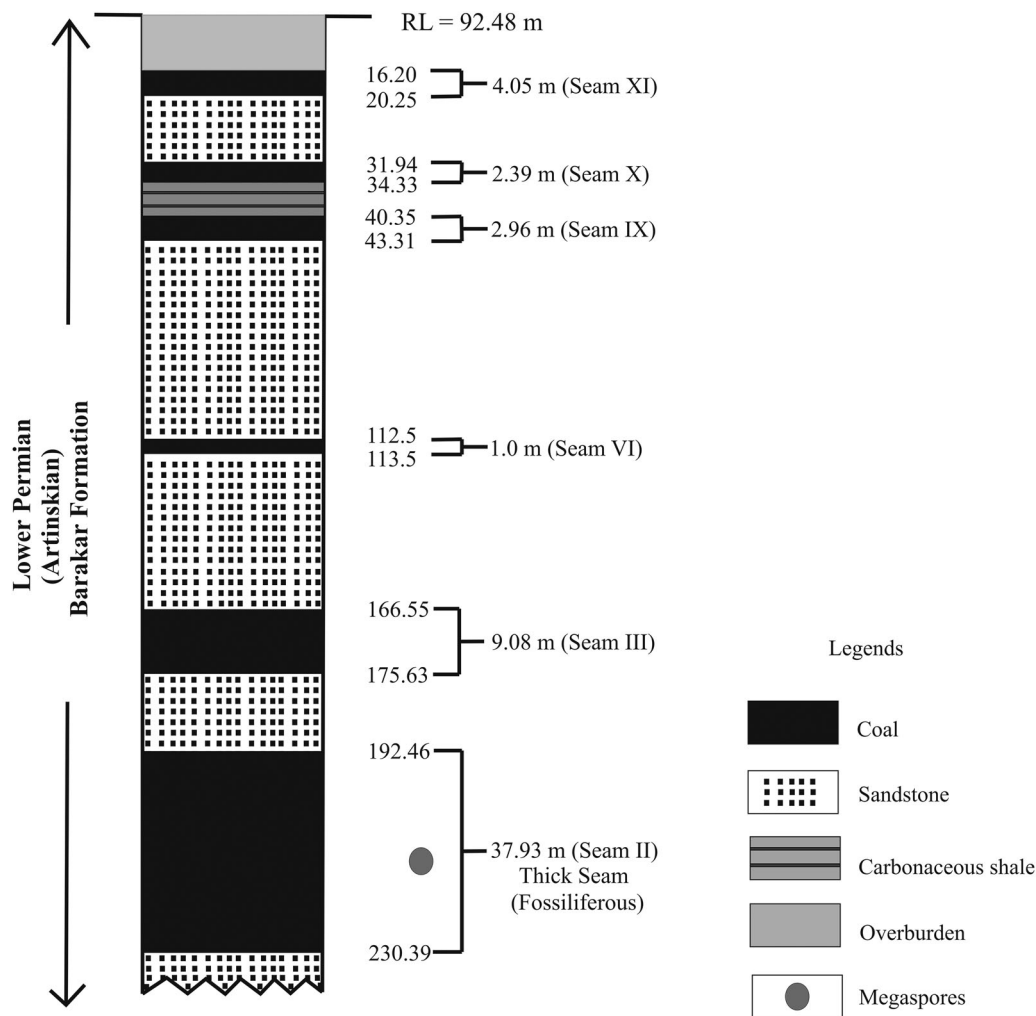 RL = 92.48 m
16.20
20.25
4.05 m (Seam XI)
31.94
34.33
2.39 m (Seam X)
40.35
43.31
2.96 m (Seam IX)
112.5
113.5
1.0 m (Seam VI)
166.55
175.63
9.08 m (Seam III)
192.46
230.39
37.93 m (Seam II)
Thick Seam
(Fossiliferous)
Lower Permian
(Artinskian)
Barakar Formation
Legends
Coal
Sandstone
Carbonaceous shale
Overburden
Megaspores